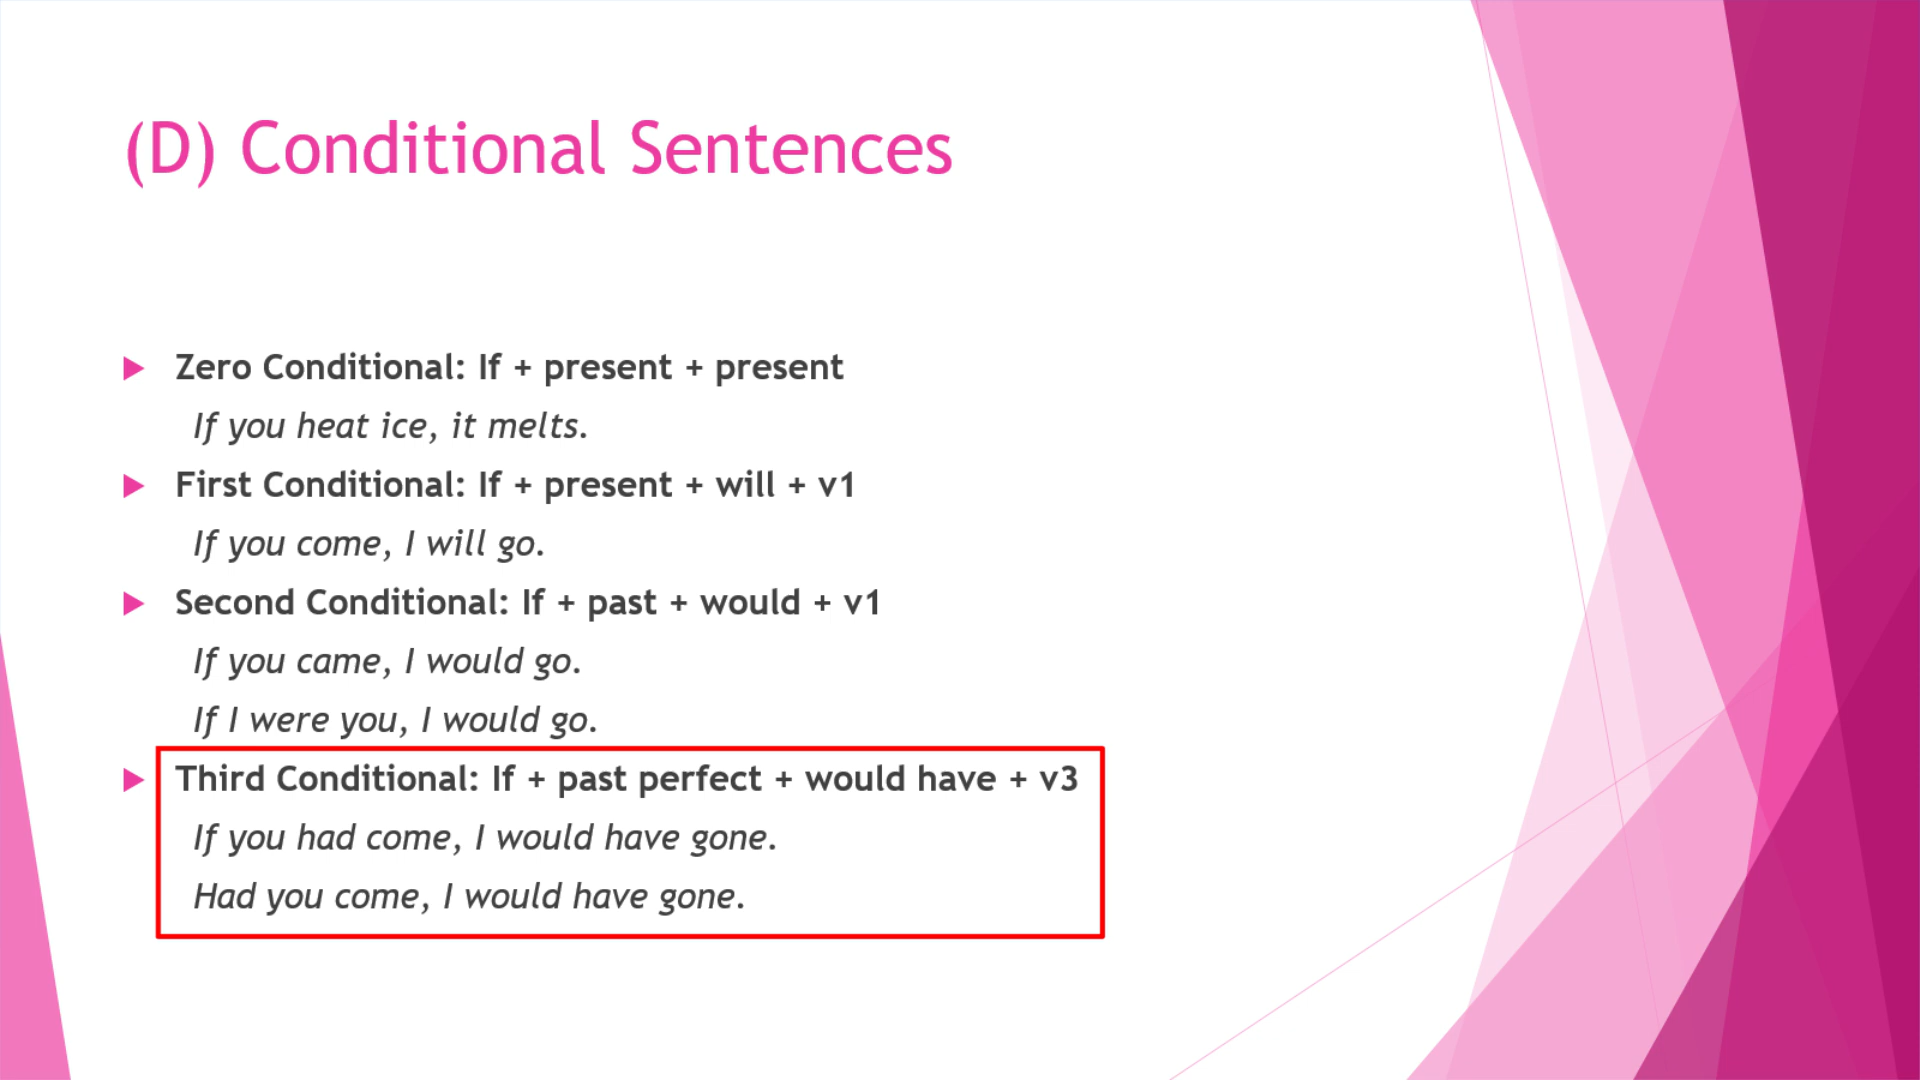 (D) Conditional Sentences
Zero Conditional: If + present + present
If you heat ice, it melts.
First Conditional: If + present + will + v1
If you come, I will go.
Second Conditional: If + past + would + v1
If you came, I would go.
If I were you, I would go.
Third Conditional: If + past perfect + would have + v3
If you had come, I would have gone.
Had you come, I would have gone.